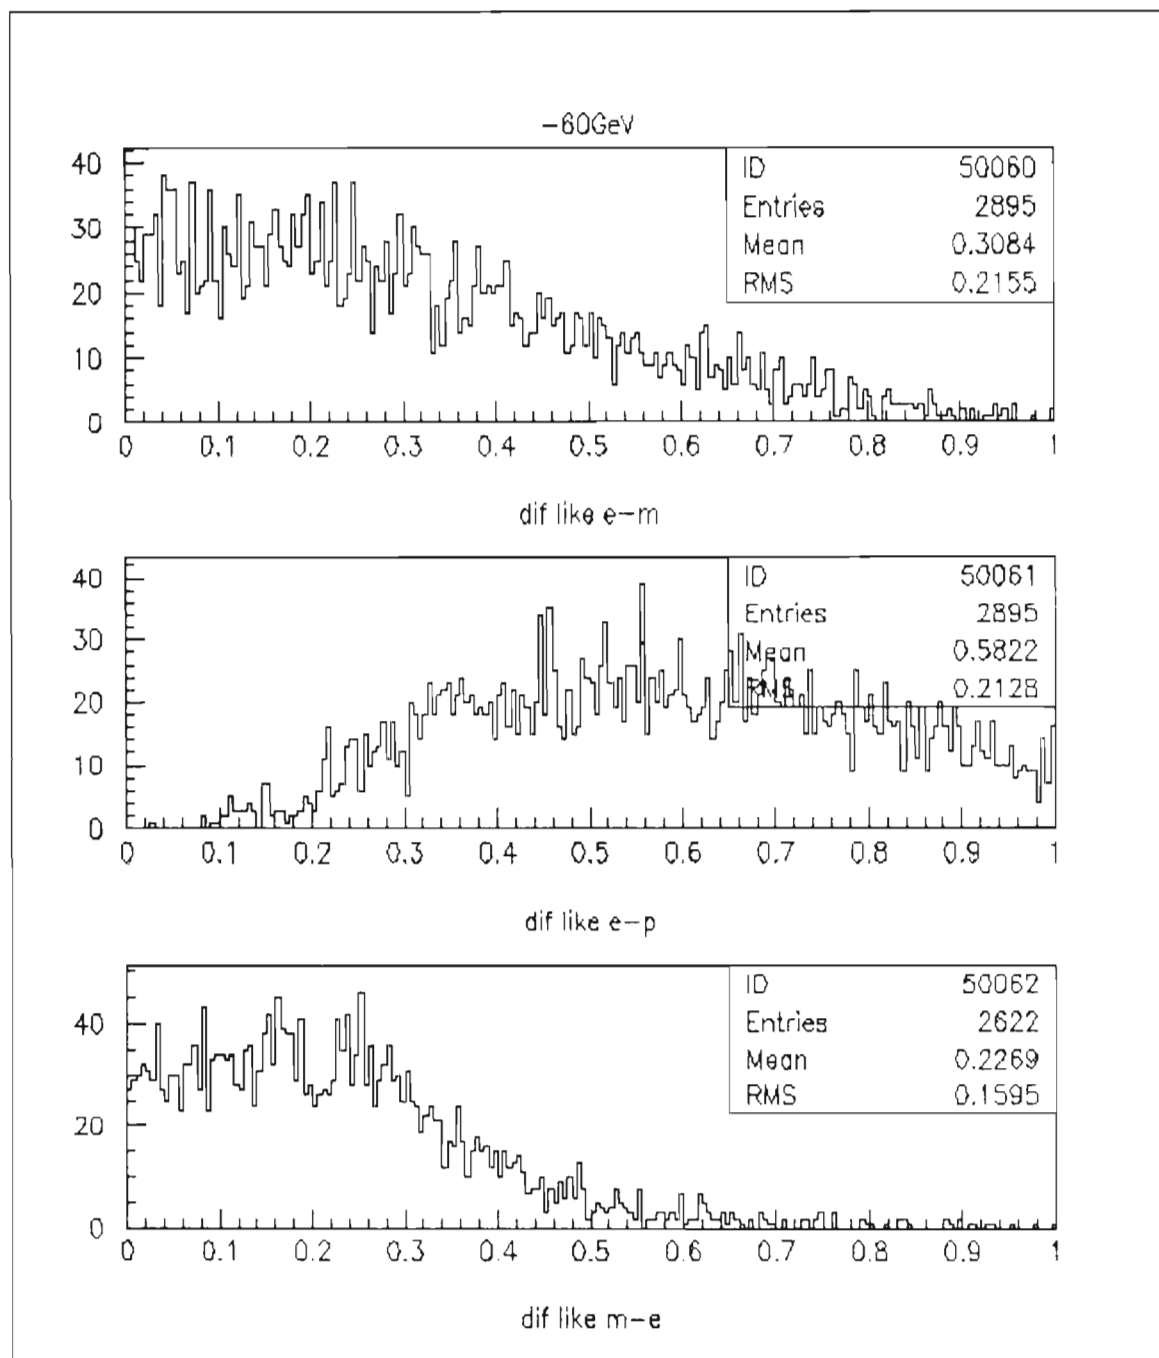 -60GeV
ID 50060
Entries 2895
Mean 0.3084
RMS 0.2155
40
30
20
10
0
0 0.1 0.2 0.3 0.4 0.5 0.6 0.7 0.8 0.9 1
dif like e-m
ID 50061
Entries 2895
Mean 0.5822
RMS 0.2128
40
30
20
10
0
0 0.1 0.2 0.3 0.4 0.5 0.6 0.7 0.8 0.9 1
dif like e-p
ID 50062
Entries 2622
Mean 0.2269
RMS 0.1595
40
20
0
0 0.1 0.2 0.3 0.4 0.5 0.6 0.7 0.8 0.9 1
dif like m-e